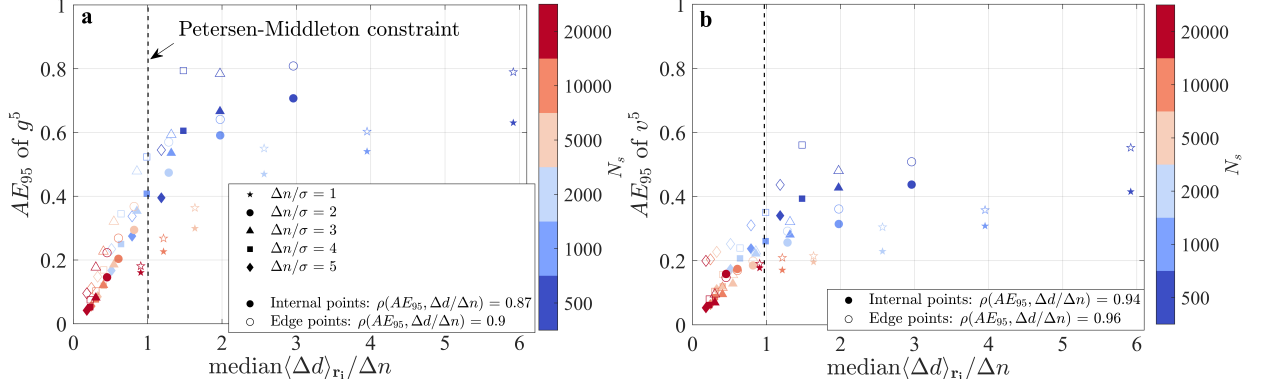 a
Petersen-Middleton constraint
AE₉₅ of g⁵
1
0.8
0.6
0.4
0.2
0
0 1 2 3 4 5 6
median⟨Δd⟩_{r_i}/Δn
Δn/σ = 1
Δn/σ = 2
Δn/σ = 3
Δn/σ = 4
Δn/σ = 5
Internal points: ρ(AE₉₅, Δd/Δn) = 0.87
Edge points: ρ(AE₉₅, Δd/Δn) = 0.9
20000
10000
5000
2000
1000
500
N_s
b
AE₉₅ of v⁵
1
0.8
0.6
0.4
0.2
0
0 1 2 3 4 5 6
median⟨Δd⟩_{r_i}/Δn
Internal points: ρ(AE₉₅, Δd/Δn) = 0.94
Edge points: ρ(AE₉₅, Δd/Δn) = 0.96
20000
10000
5000
2000
1000
500
N_s